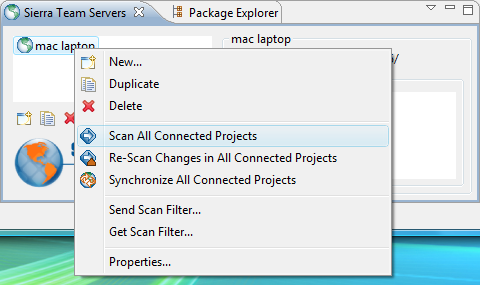 Sierra Team Servers
Package Explorer
mac laptop
mac laptop
New...
Duplicate
Delete
Scan All Connected Projects
Re-Scan Changes in All Connected Projects
Synchronize All Connected Projects
Send Scan Filter...
Get Scan Filter...
Properties...